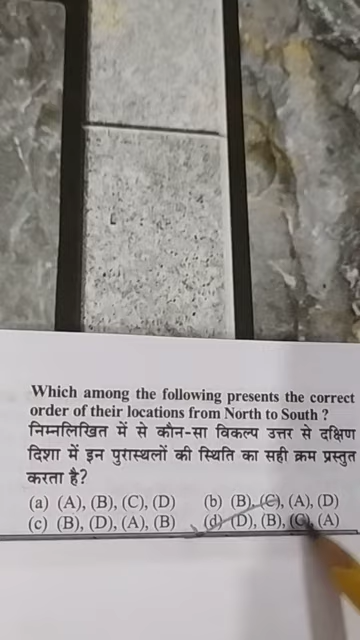 Which among the following presents the correct
order of their locations from North to South ?
निम्नलिखित में से कौन-सा विकल्प उत्तर से दक्षिण
दिशा में इन पुरास्थलों की स्थिति का सही क्रम प्रस्तुत
करता है?
(a) (A), (B), (C), (D) (b) (B), (C), (A), (D)
(c) (B), (D), (A), (B) (d) (D), (B), (C), (A)